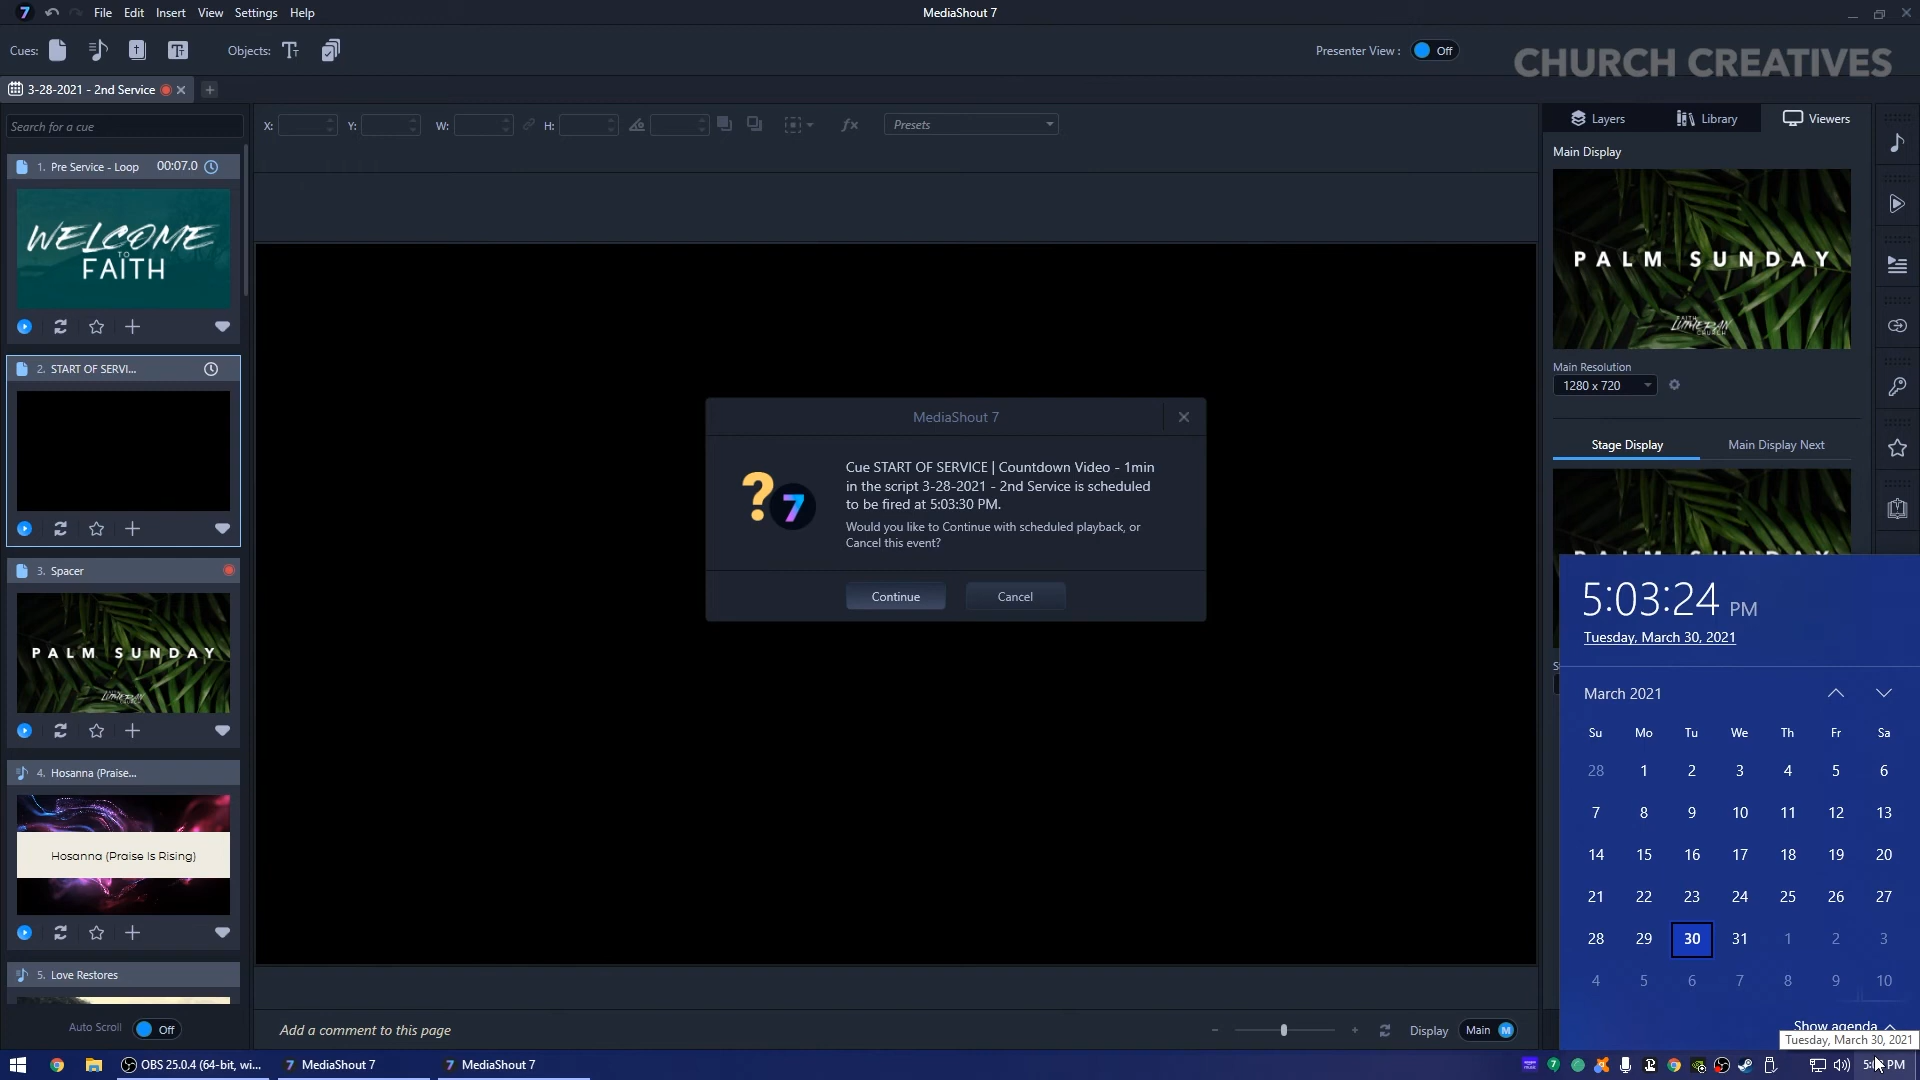 7 File Edit Insert View Settings Help
MediaShout 7
Cues:
Objects:
Presenter View : Off
CHURCH CREATIVES
3-28-2021 - 2nd Service
Search for a cue
X: Y: W: H:
fx
Presets
Layers Library Viewers
1. Pre Service - Loop 00:07.0
WELCOME
TO
FAITH
2. START OF SERVI...
3. Spacer
PALM SUNDAY
FAITH
LUTHERAN
4. Hosanna (Praise...
Hosanna (Praise Is Rising)
5. Love Restores
Auto Scroll Off
MediaShout 7
Cue START OF SERVICE | Countdown Video - 1min
in the script 3-28-2021 - 2nd Service is scheduled
to be fired at 5:03:30 PM.
Would you like to Continue with scheduled playback, or
Cancel this event?
Continue Cancel
Main Display
PALM SUNDAY
FAITH
LUTHERAN
CHURCH
Main Resolution
1280 x 720
Stage Display Main Display Next
5:03:24 PM
Tuesday, March 30, 2021
March 2021
Su Mo Tu We Th Fr Sa
28 1 2 3 4 5 6
7 8 9 10 11 12 13
14 15 16 17 18 19 20
21 22 23 24 25 26 27
28 29 30 31 1 2 3
4 5 6 7 8 9 10
Show agenda
Tuesday, March 30, 2021
Add a comment to this page
Display Main M
OBS 25.0.4 (64-bit, wi...
7 MediaShout 7
7 MediaShout 7
PM